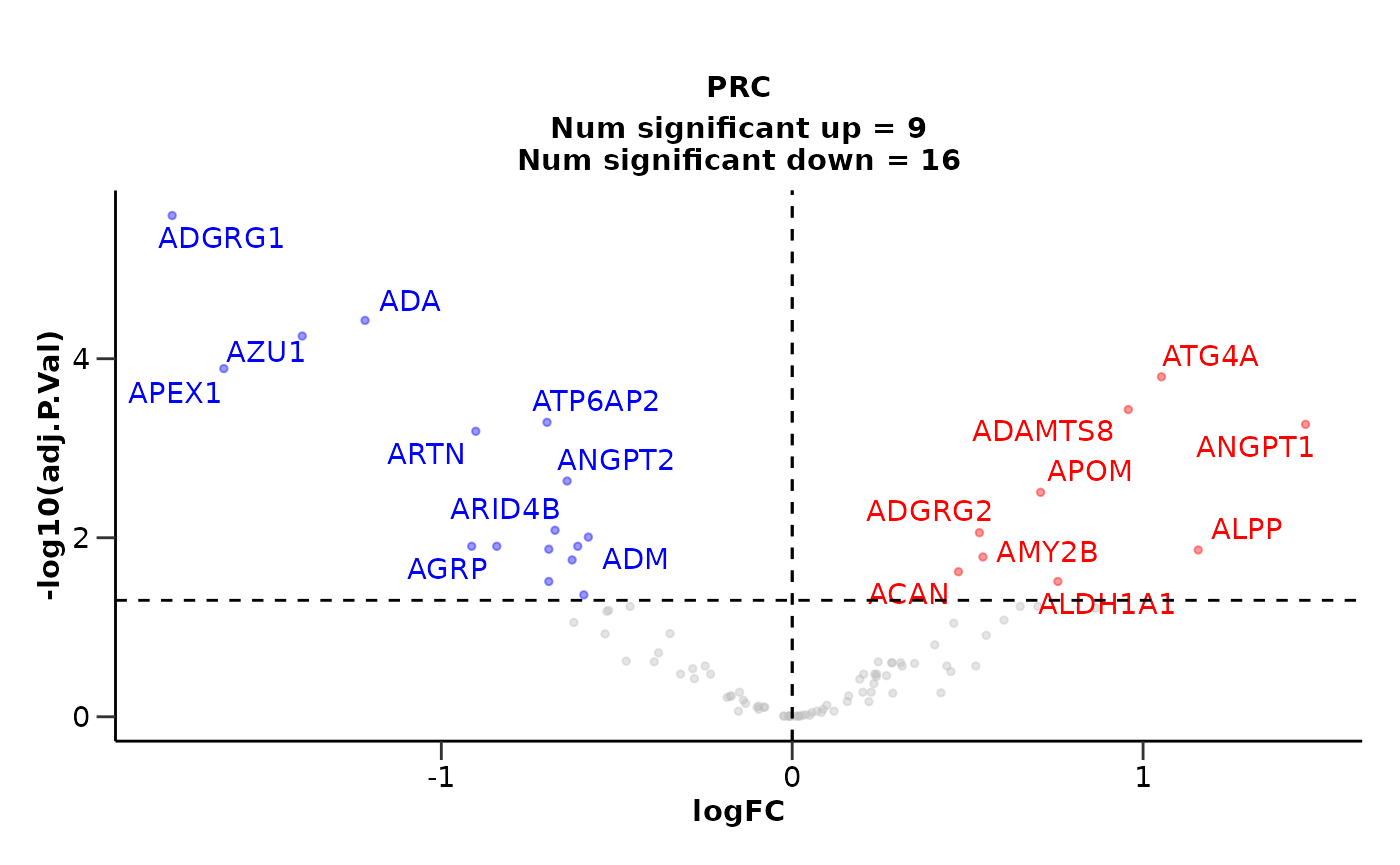 PRC
Num significant up = 9
Num significant down = 16
ADGRG1
ADA
AZU1
APEX1
ATP6AP2
ARTN
ANGPT2
ARID4B
AGRP
ADM
ATG4A
ADAMTS8
ANGPT1
APOM
ADGRG2
ALPP
AMY2B
ACAN
ALDH1A1
-log10(adj.P.Val)
4
2
0
-1
0
1
logFC